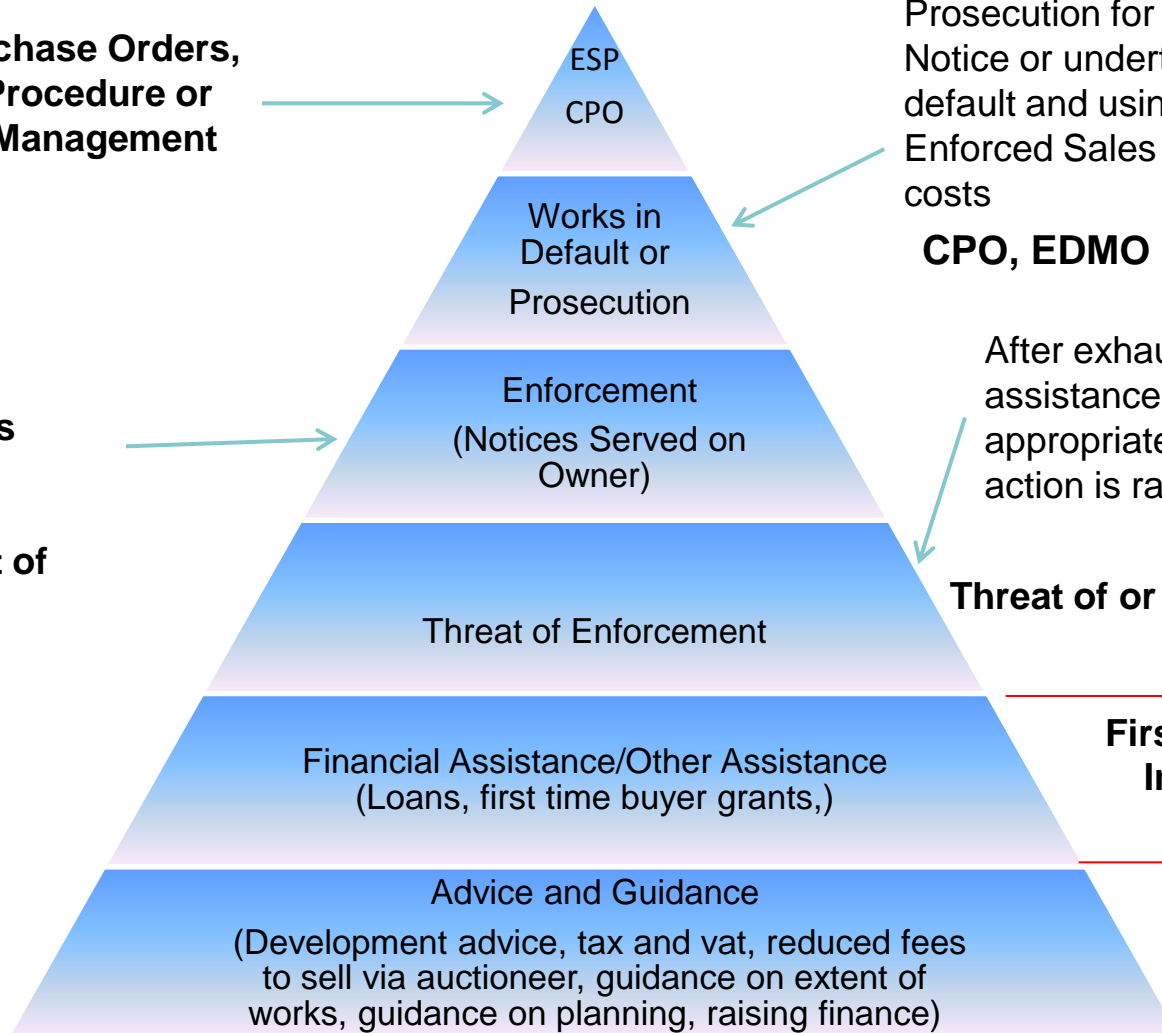 chase Orders,
Procedure or
Management
ESP
CPO
Prosecution for
Notice or undert
default and usin
Enforced Sales
costs
CPO, EDMO
Works in
Default or
Prosecution
After exhau
assistance
appropriate
action is ra
Enforcement
(Notices Served on
Owner)
s
t of
Threat of Enforcement
Threat of or
Firs
In
Financial Assistance/Other Assistance
(Loans, first time buyer grants,)
Advice and Guidance
(Development advice, tax and vat, reduced fees
to sell via auctioneer, guidance on extent of
works, guidance on planning, raising finance)